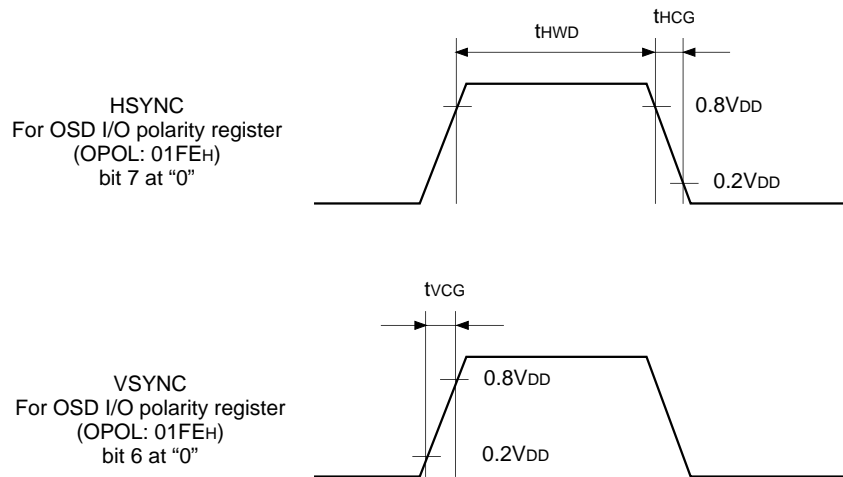 tHWD
tHCG
HSYNC
For OSD I/O polarity register
(OPOL: 01FEH)
bit 7 at “0”
0.8VDD
0.2VDD
tVCG
VSYNC
For OSD I/O polarity register
(OPOL: 01FEH)
bit 6 at “0”
0.8VDD
0.2VDD